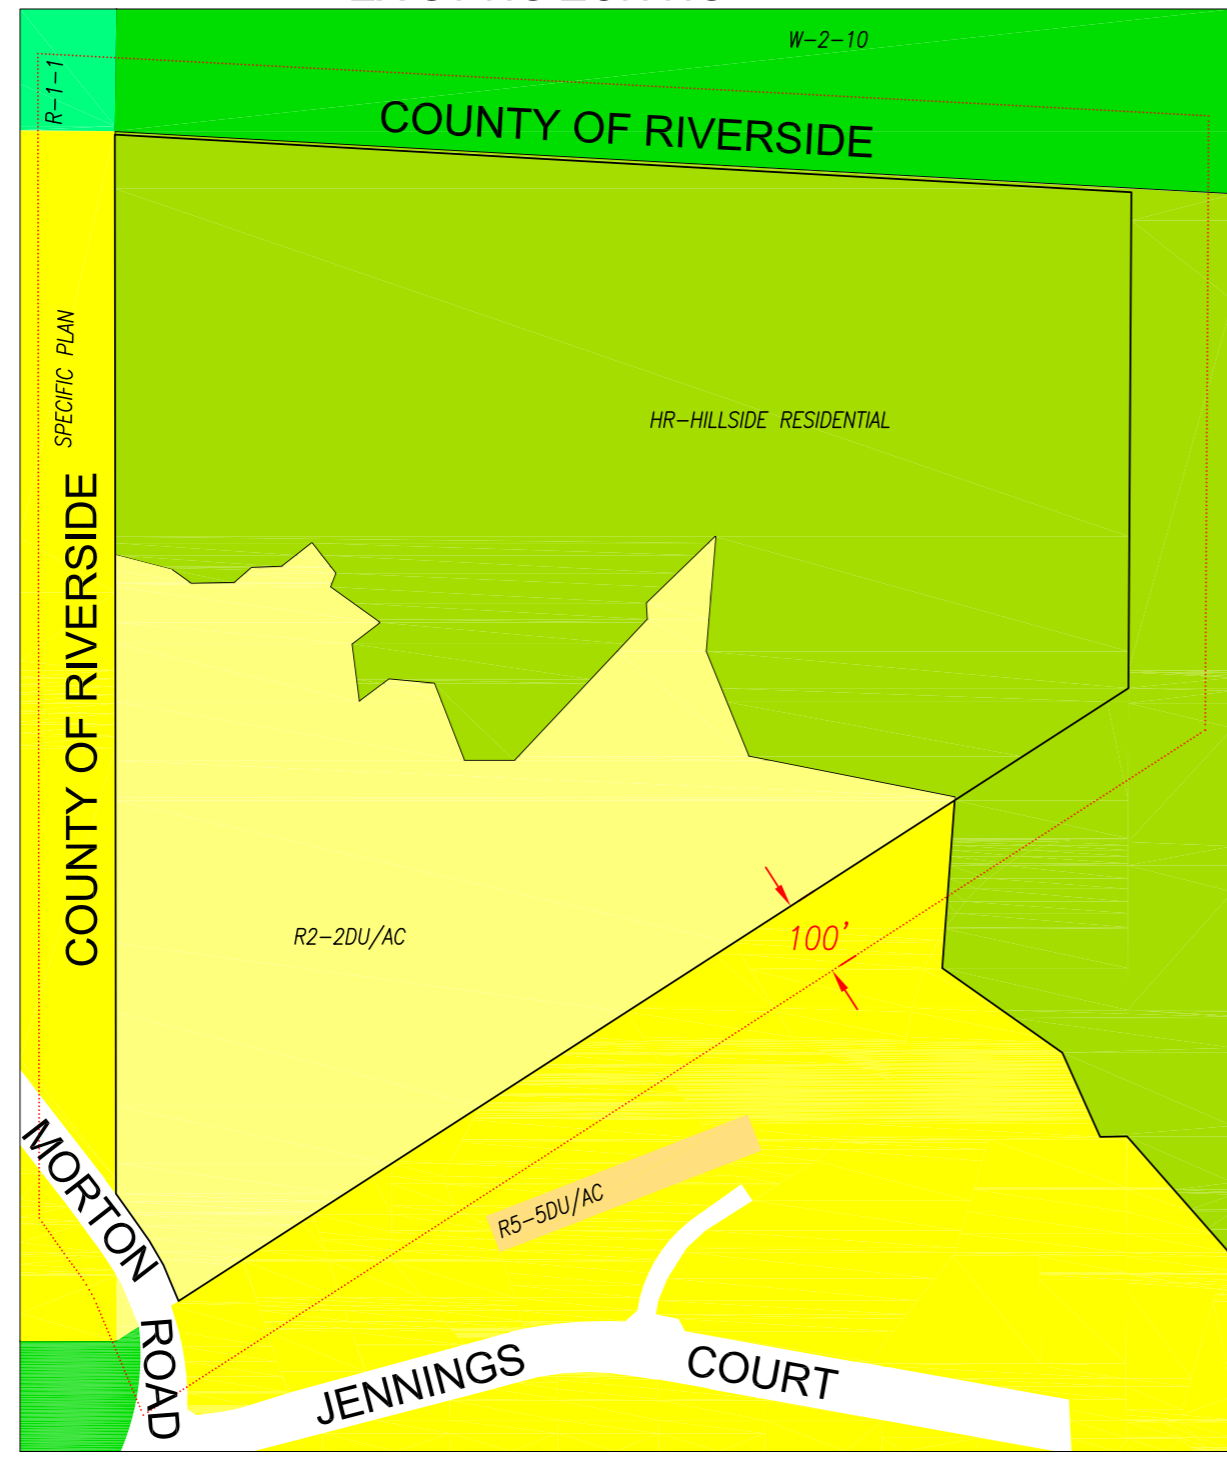 W-2-10
R-1-1
COUNTY OF RIVERSIDE
SPECIFIC PLAN
HR-HILLSIDE RESIDENTIAL
COUNTY OF RIVERSIDE
R2-2DU/AC
100'
R5-5DU/AC
MORTON
ROAD
JENNINGS
COURT